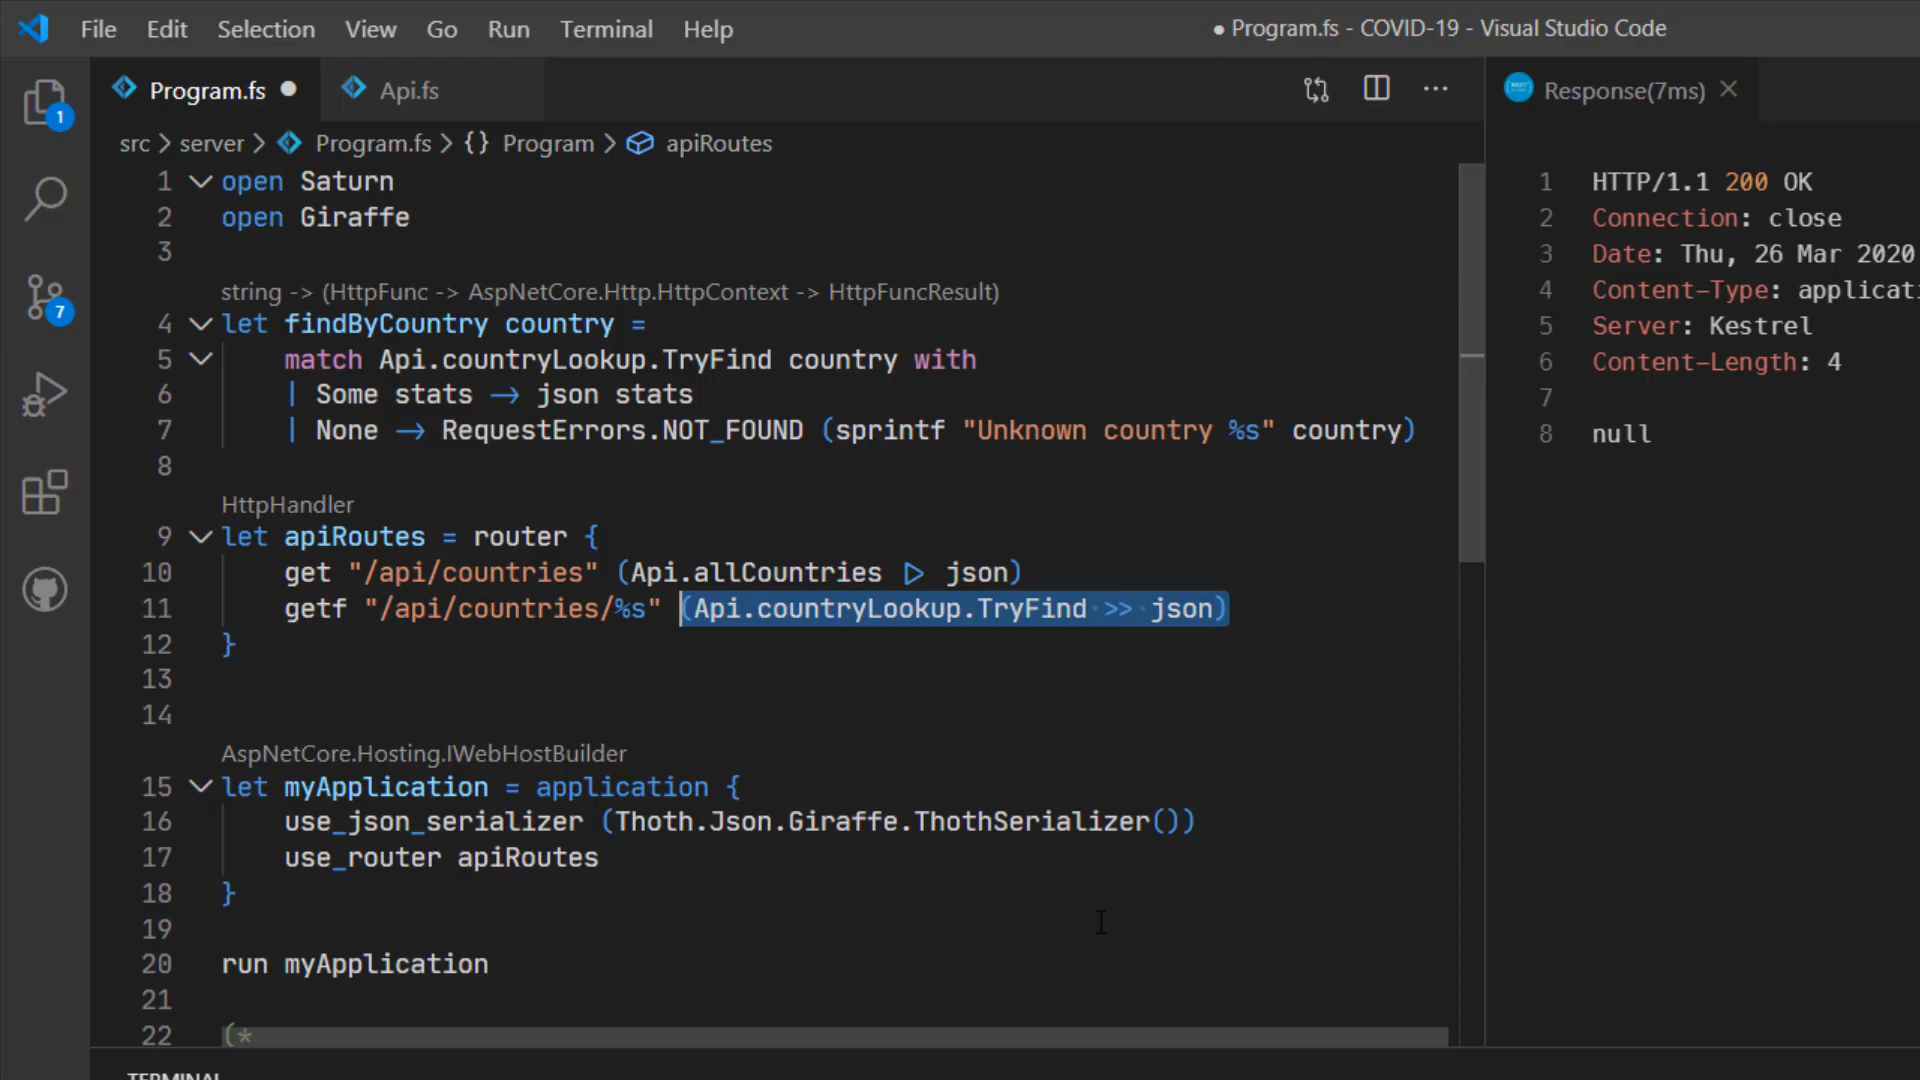 File Edit Selection View Go Run Terminal Help
● Program.fs - COVID-19 - Visual Studio Code
Program.fs ●
Api.fs
Response(7ms)
src > server > Program.fs > {} Program > apiRoutes
1 open Saturn
2 open Giraffe
3
string -> (HttpFunc -> AspNetCore.Http.HttpContext -> HttpFuncResult)
4 let findByCountry country =
5 match Api.countryLookup.TryFind country with
6 | Some stats -> json stats
7 | None -> RequestErrors.NOT_FOUND (sprintf "Unknown country %s" country)
8
HttpHandler
9 let apiRoutes = router {
10 get "/api/countries" (Api.allCountries |> json)
11 getf "/api/countries/%s" (Api.countryLookup.TryFind >> json)
12 }
13
14
AspNetCore.Hosting.IWebHostBuilder
15 let myApplication = application {
16 use_json_serializer (Thoth.Json.Giraffe.ThothSerializer())
17 use_router apiRoutes
18 }
19
20 run myApplication
21
22 (*
1 HTTP/1.1 200 OK
2 Connection: close
3 Date: Thu, 26 Mar 2020
4 Content-Type: applicati
5 Server: Kestrel
6 Content-Length: 4
7
8 null
1
7
TERMINAL